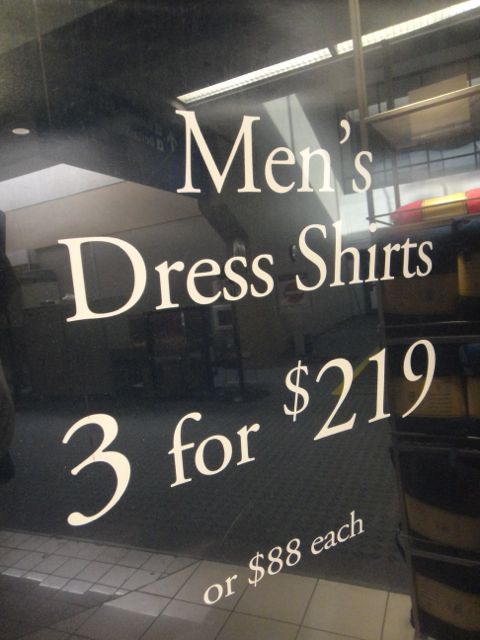 Men's
Dress Shirts
3 for $219
or $88 each